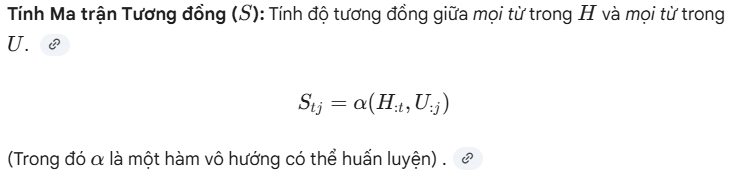 Tính Ma trận Tương đồng (S): Tính độ tương đồng giữa mọi từ trong H và mọi từ trong
U.
S_{tj} = α(H_{:t}, U_{:j})
(Trong đó α là một hàm vô hướng có thể huấn luyện) .